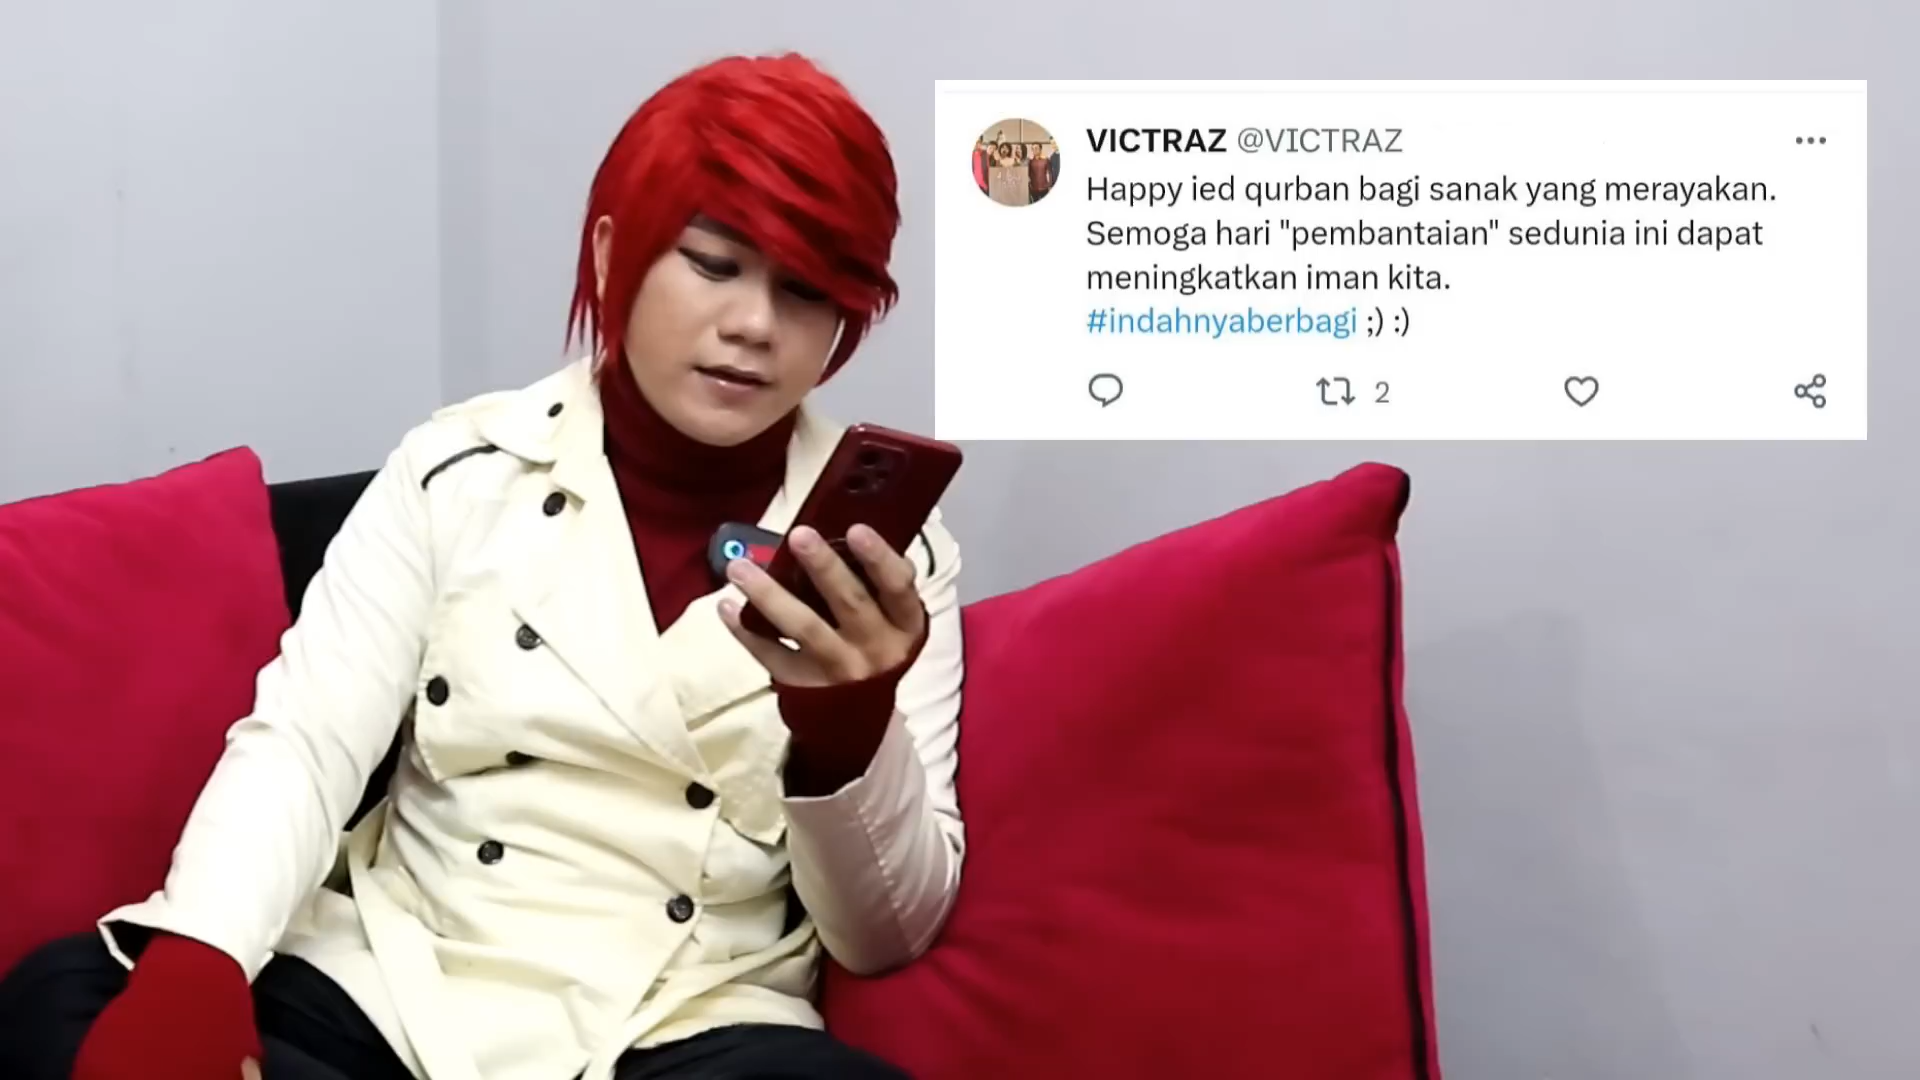 VICTRAZ @VICTRAZ
Happy ied qurban bagi sanak yang merayakan.
Semoga hari "pembantaian" sedunia ini dapat
meningkatkan iman kita.
#indahnyaberbagi ;) :)
2